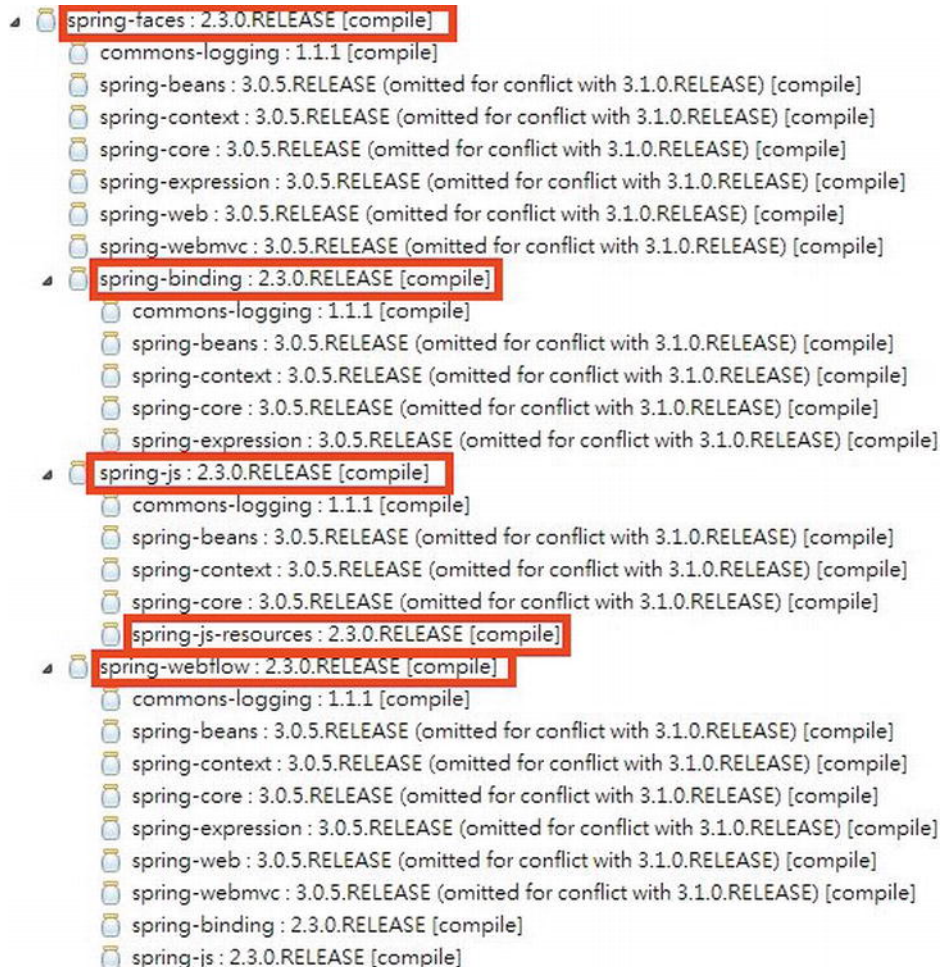 spring-faces : 2.3.0.RELEASE [compile]
commons-logging : 1.1.1 [compile]
spring-beans : 3.0.5.RELEASE (omitted for conflict with 3.1.0.RELEASE) [compile]
spring-context : 3.0.5.RELEASE (omitted for conflict with 3.1.0.RELEASE) [compile]
spring-core : 3.0.5.RELEASE (omitted for conflict with 3.1.0.RELEASE) [compile]
spring-expression : 3.0.5.RELEASE (omitted for conflict with 3.1.0.RELEASE) [compile]
spring-web : 3.0.5.RELEASE (omitted for conflict with 3.1.0.RELEASE) [compile]
spring-webmvc : 3.0.5.RELEASE (omitted for conflict with 3.1.0.RELEASE) [compile]
spring-binding : 2.3.0.RELEASE [compile]
commons-logging : 1.1.1 [compile]
spring-beans : 3.0.5.RELEASE (omitted for conflict with 3.1.0.RELEASE) [compile]
spring-context : 3.0.5.RELEASE (omitted for conflict with 3.1.0.RELEASE) [compile]
spring-core : 3.0.5.RELEASE (omitted for conflict with 3.1.0.RELEASE) [compile]
spring-expression : 3.0.5.RELEASE (omitted for conflict with 3.1.0.RELEASE) [compile]
spring-js : 2.3.0.RELEASE [compile]
commons-logging : 1.1.1 [compile]
spring-beans : 3.0.5.RELEASE (omitted for conflict with 3.1.0.RELEASE) [compile]
spring-context : 3.0.5.RELEASE (omitted for conflict with 3.1.0.RELEASE) [compile]
spring-core : 3.0.5.RELEASE (omitted for conflict with 3.1.0.RELEASE) [compile]
spring-js-resources : 2.3.0.RELEASE [compile]
spring-webflow : 2.3.0.RELEASE [compile]
commons-logging : 1.1.1 [compile]
spring-beans : 3.0.5.RELEASE (omitted for conflict with 3.1.0.RELEASE) [compile]
spring-context : 3.0.5.RELEASE (omitted for conflict with 3.1.0.RELEASE) [compile]
spring-core : 3.0.5.RELEASE (omitted for conflict with 3.1.0.RELEASE) [compile]
spring-expression : 3.0.5.RELEASE (omitted for conflict with 3.1.0.RELEASE) [compile]
spring-web : 3.0.5.RELEASE (omitted for conflict with 3.1.0.RELEASE) [compile]
spring-webmvc : 3.0.5.RELEASE (omitted for conflict with 3.1.0.RELEASE) [compile]
spring-binding : 2.3.0.RELEASE [compile]
spring-js : 2.3.0.RELEASE [compile]